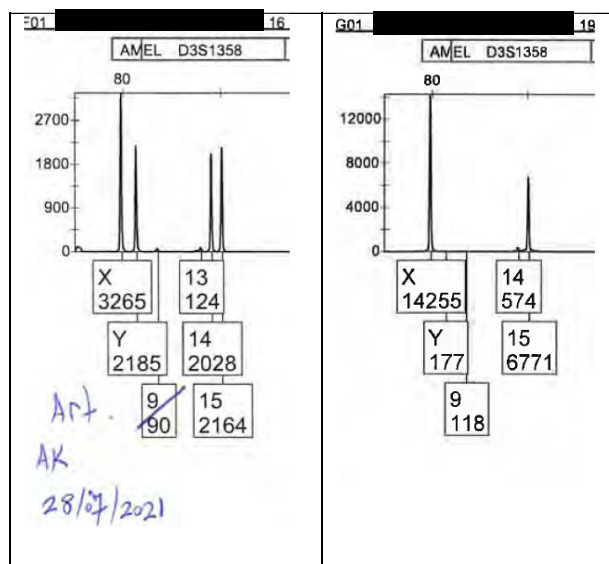 F01 16
AMEL D3S1358
80
2700
1800
900
0
X
3265
13
124
Y
2185
14
2028
9
90
15
2164
Art.
AK
28/07/2021
G01 19
AMEL D3S1358
80
12000
8000
4000
0
X
14255
14
574
Y
177
15
6771
9
118